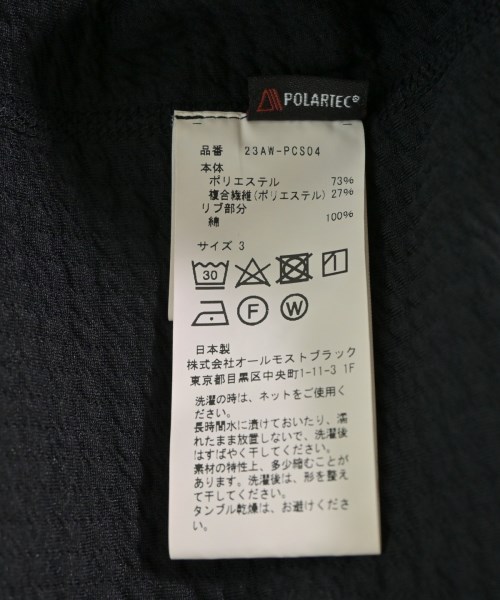 POLARTEC®
品番 23AW-PCS04
本体
ポリエステル 73%
複合繊維(ポリエステル) 27%
リブ部分
綿 100%
サイズ 3
30
F W
日本製
株式会社オールモストブラック
東京都目黒区中央町1-11-3 1F
洗濯の時は、ネットをご使用く
ださい。
長時間水に漬けておいたり、濡
れたまま放置しないで、洗濯後
はすばやく干してください。
素材の特性上、多少縮むことが
あります。洗濯後は、形を整え
て干してください。
タンブル乾燥は、お避けくださ
い。